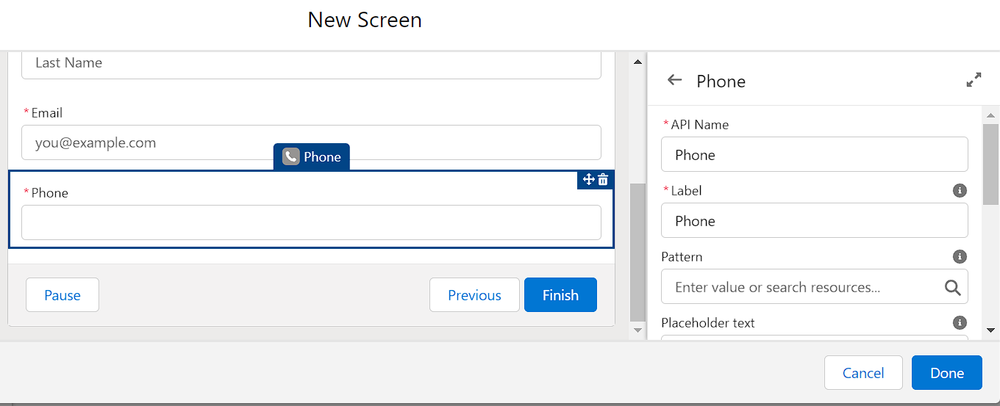 New Screen
Last Name
*Email
you@example.com
Phone
*Phone
Pause
Previous
Finish
Phone
*API Name
Phone
*Label
Phone
Pattern
Enter value or search resources...
Placeholder text
Cancel
Done